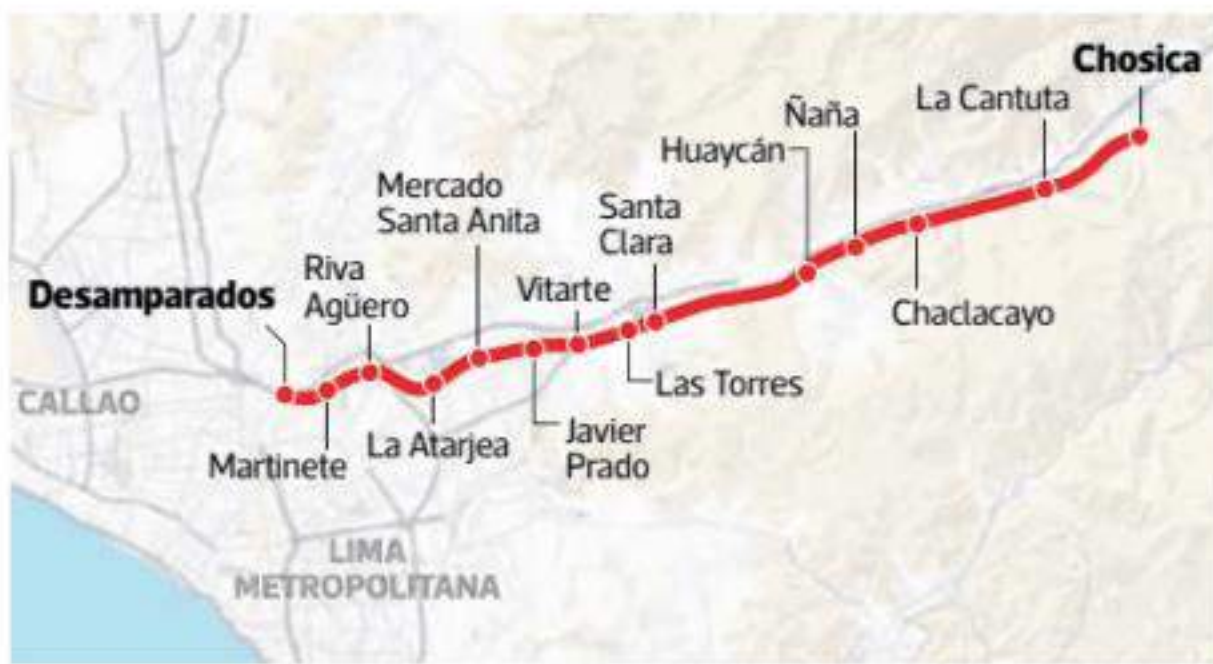 Chosica
La Cantuta
Ñaña
Huaycán
Mercado
Santa Anita
Santa
Clara
Riva
Agüero
Vitarte
Desamparados
Chaclacayo
Las Torres
CALLAO
Javier
Prado
La Atarjea
Martinete
LIMA
METROPOLITANA